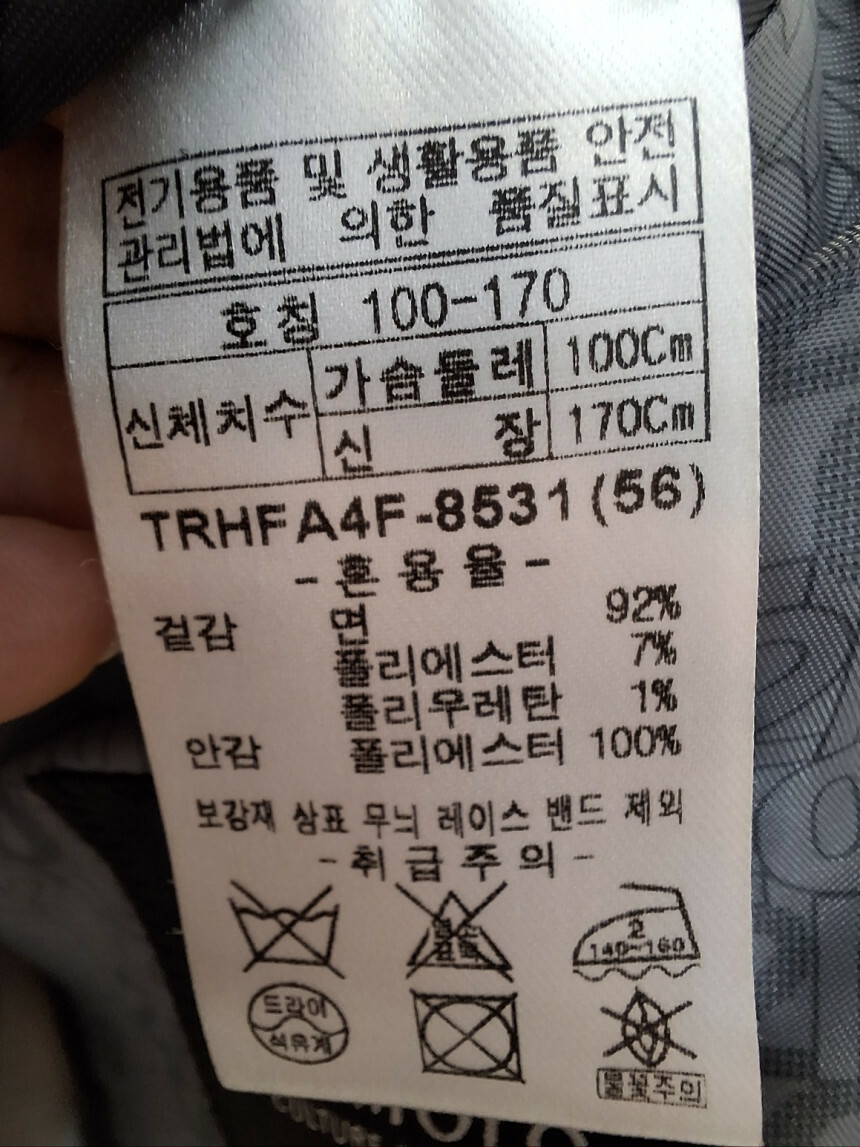 전기용품 및 생활용품 안전
관리법에 의한 품질표시
호칭 100-170
신체치수 가슴둘레 100Cm
신 장 170Cm
TRHFA4F-8531(56)
- 혼 용 율 -
겉감 면 92%
폴리에스터 7%
폴리우레탄 1%
안감 폴리에스터 100%
보강재 상표 무늬 레이스 밴드 제외
- 취 급 주 의 -
염소
표백
2
140~160
드라이
석유계
불꽃주의
CULTURE